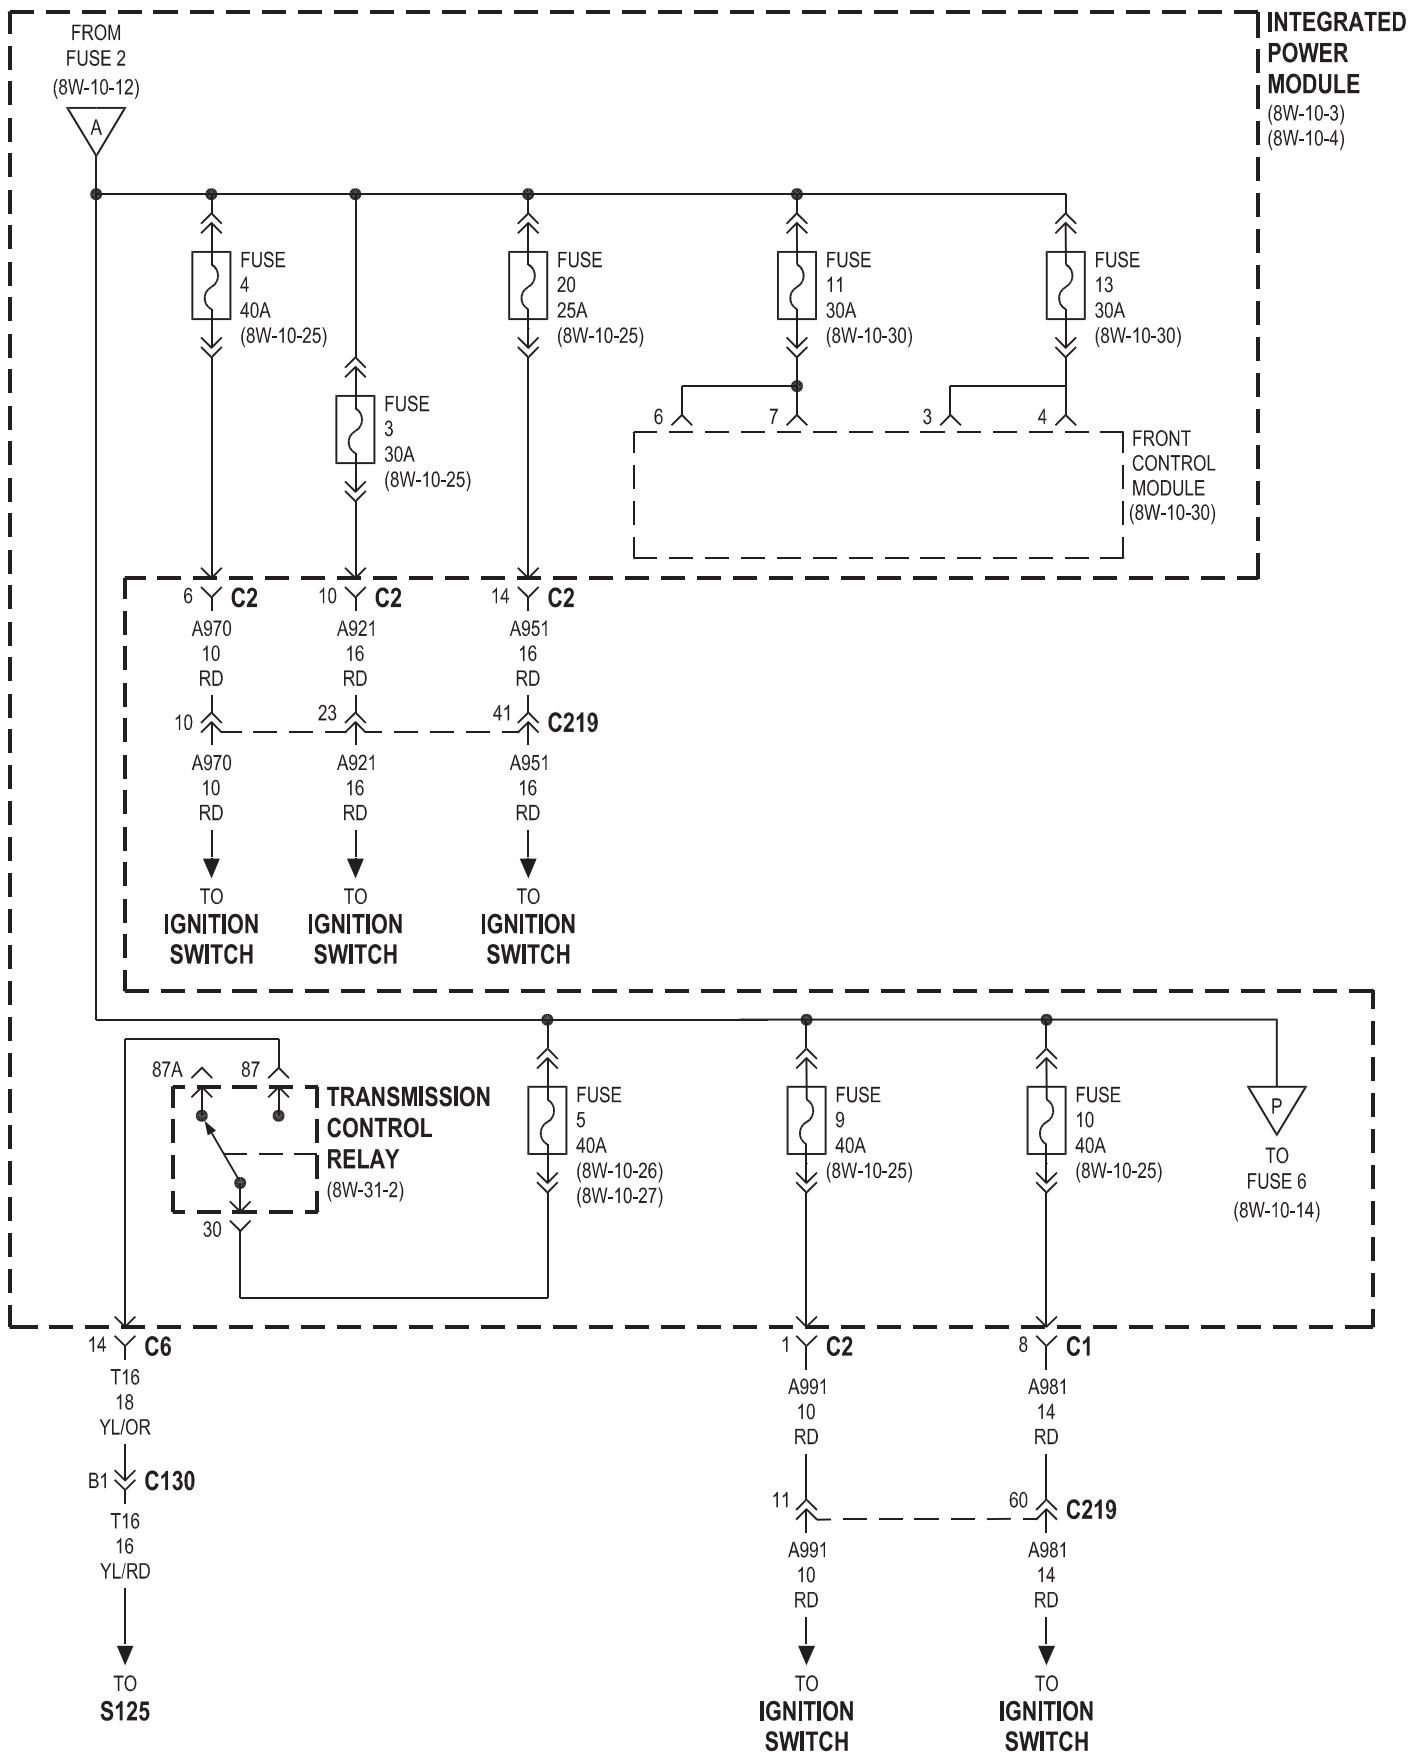 FROM
FUSE 2
(8W-10-12)
A
INTEGRATED
POWER
MODULE
(8W-10-3)
(8W-10-4)
FUSE
4
40A
(8W-10-25)
FUSE
3
30A
(8W-10-25)
FUSE
20
25A
(8W-10-25)
FUSE
11
30A
(8W-10-30)
FUSE
13
30A
(8W-10-30)
6
7
3
4
FRONT
CONTROL
MODULE
(8W-10-30)
6 C2
10 C2
14 C2
A970
10
RD
A921
16
RD
A951
16
RD
10
23
41 C219
A970
10
RD
A921
16
RD
A951
16
RD
TO
IGNITION
SWITCH
TO
IGNITION
SWITCH
TO
IGNITION
SWITCH
87A
87
TRANSMISSION
CONTROL
RELAY
(8W-31-2)
30
FUSE
5
40A
(8W-10-26)
(8W-10-27)
FUSE
9
40A
(8W-10-25)
FUSE
10
40A
(8W-10-25)
P
TO
FUSE 6
(8W-10-14)
14 C6
1 C2
8 C1
T16
18
YL/OR
B1 C130
T16
16
YL/RD
TO
S125
A991
10
RD
A981
14
RD
11
60 C219
A991
10
RD
A981
14
RD
TO
IGNITION
SWITCH
TO
IGNITION
SWITCH